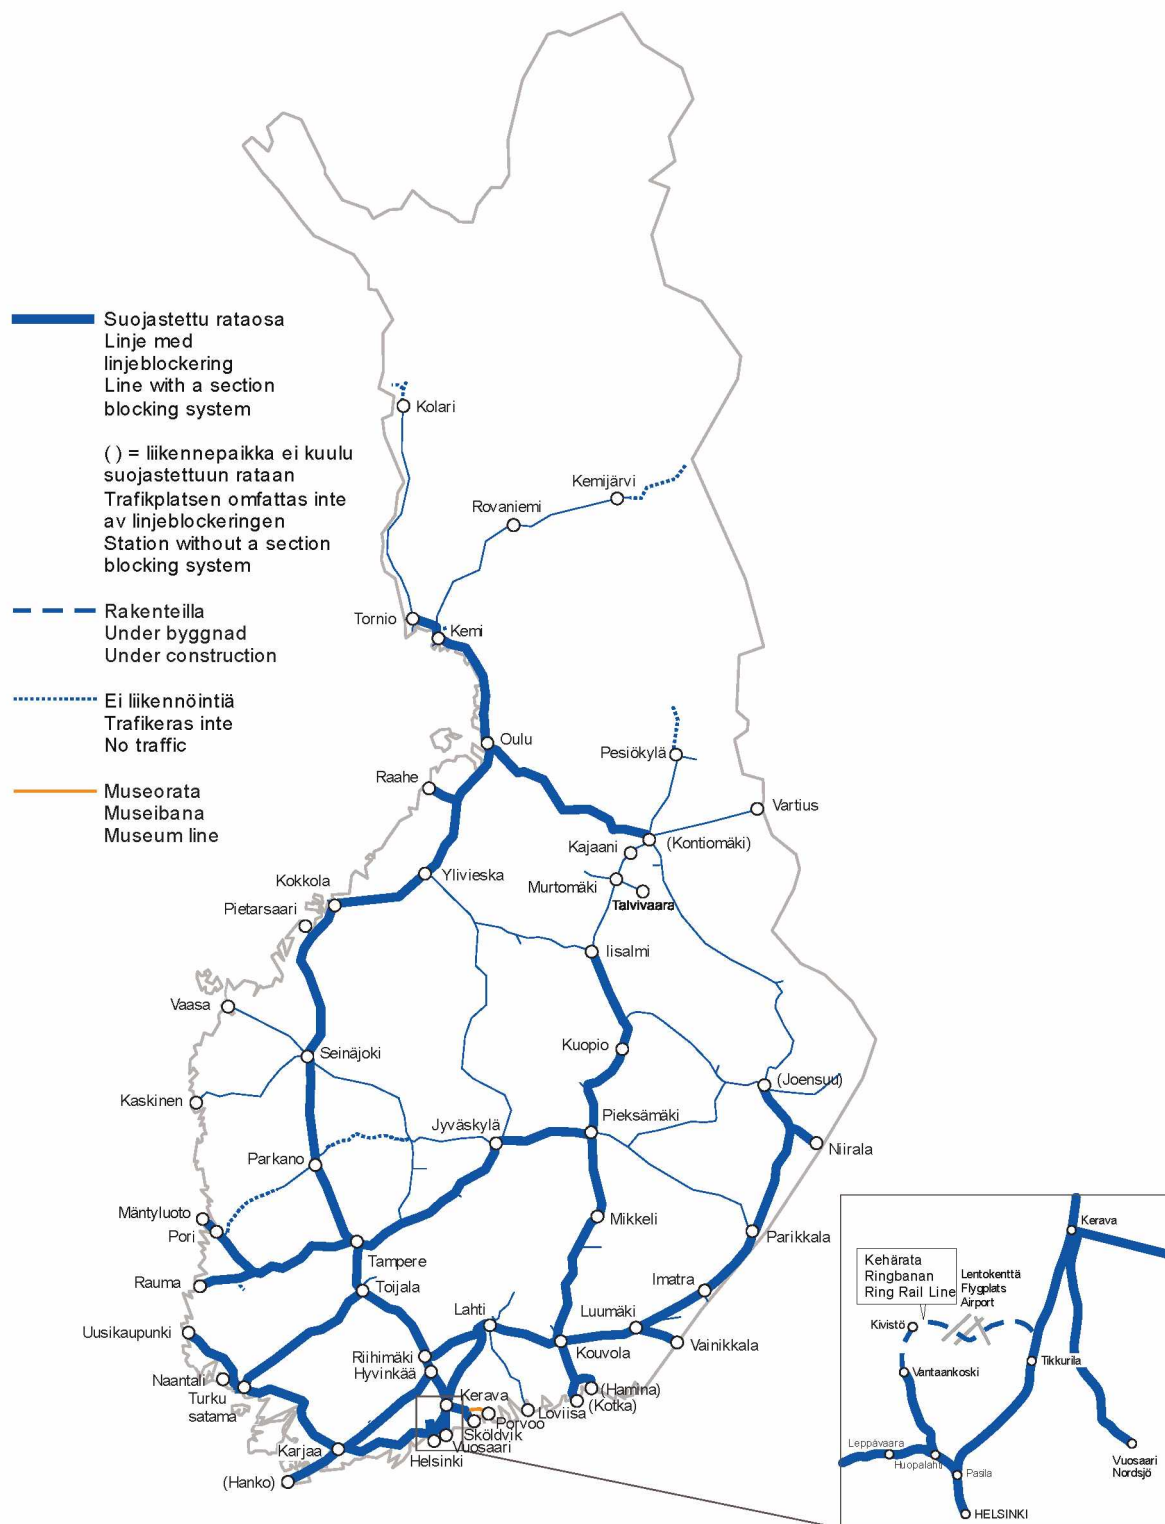 Suojastettu rataosa
Linje med
linjeblockering
Line with a section
blocking system
( ) = liikennepaikka ei kuulu
suojastettuun rataan
Trafikplatsen omfattas inte
av linjeblockeringen
Station without a section
blocking system
Rakenteilla
Under byggnad
Under construction
Ei liikennöintiä
Trafikeras inte
No traffic
Museorata
Museibana
Museum line
Kolari
Kemijärvi
Rovaniemi
Tornio
Kemi
Oulu
Pesiökylä
Raahe
Vartius
Kajaani
(Kontiomäki)
Ylivieska
Murtomäki
Kokkola
Talvivaara
Pietarsaari
Iisalmi
Vaasa
Kuopio
Seinäjoki
(Joensuu)
Kaskinen
Pieksämäki
Jyväskylä
Niirala
Parkano
Mäntyluoto
Pori
Mikkeli
Parikkala
Tampere
Rauma
Toijala
Imatra
Lahti
Luumäki
Uusikaupunki
Vainikkala
Kouvola
Riihimäki
Hyvinkää
Naantali
(Hamina)
Turku
satama
Kerava
(Kotka)
Loviisa
Porvoo
Sköldvik
Karjaa
Vuosaari
Helsinki
(Hanko)
Kerava
Kehärata
Ringbanan
Ring Rail Line
Lentokenttä
Flygplats
Airport
Kivistö
Tikkurila
Vantaankoski
Leppävaara
Huopalahti
Vuosaari
Nordsjö
Pasila
HELSINKI